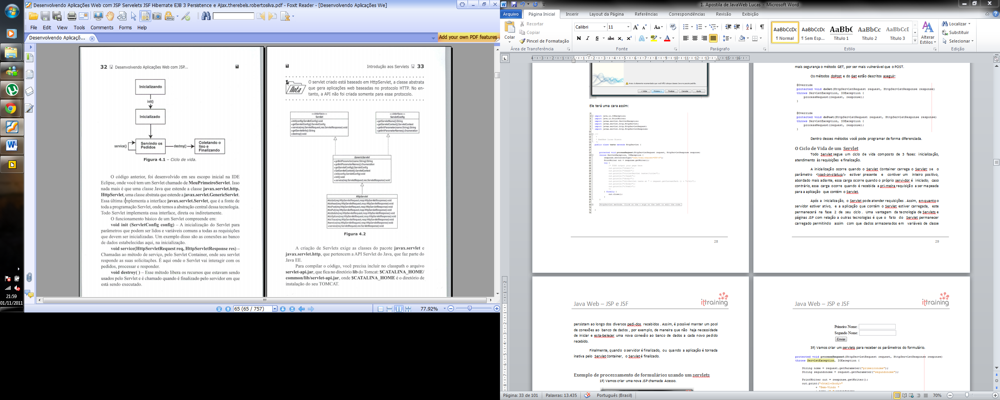 Desenvolvendo Aplicações Web com JSP Servelets JSF Hibernate EJB 3 Persistence e Ajax.therebels.robertosilva.pdf - Foxit Reader - [Desenvolvendo Aplicações We]
File Edit View Tools Comments Forms Help
Desenvolvendo Aplicaçõ...
Add your own PDF features
32 Desenvolvendo Aplicações Web com JSP...
Inicializando
init()
Inicializado
service()
Servindo os
Pedidos
destroy()
Coletando o
lixo e
Finalizando
Figura 4.1 – Ciclo de vida.
O código anterior, foi desenvolvido em seu escopo inicial na IDE
Eclipse, onde você tem um Servlet chamado de MeuPrimeiroServlet. Isso
nada mais é que uma classe Java que estende a classe javax.servlet.http.
HttpServlet, uma classe abstrata que estende a javax.servlet.GenericServlet.
Essa última implementa a interface javax.servlet.Servlet, que é a fonte de
toda a programação Servlet, onde temos a abstração central dessa tecnologia.
Todo Servlet implementa essa interface, direta ou indiretamente.
O funcionamento básico de um Servlet compreende em:
void init (ServletConfig config) – A inicialização do Servlet para
parâmetros que podem ser lidos e variáveis comuns a todas as requisições
que devem ser inicializadas. Um exemplo disso são as conexões ao banco
de dados estabelecidas aqui, na inicialização.
void service(HttpServletRequest req, HttpServletResponse res) –
Chamadas ao método de serviço, pelo Servlet Container, onde seu servlet
responde as suas solicitações. É aqui onde o Servlet vai interagir com os
pedidos, processar e responder.
void destroy( ) – Esse método libera os recursos que estavam sendo
usados pelo Servlet e é chamado quando é finalizado pelo servidor em que
está sendo executado.
Introdução aos Servlets 33
Nota
O servlet criado está baseado em HttpServlet, a classe abstrata
que gera aplicações web baseadas no protocolo HTTP. No en-
tanto, a API não foi criada somente para esse protocolo.
<<interface>>
Servlet
+init(config:ServletConfig):void
+getServletConfig():ServletConfig
+service(req:ServletRequest,res:ServletResponse):void
+getServletInfo():String
+destroy():void
<<interface>>
ServletConfig
+getServletName():String
+getServletContext():ServletContext
+getInitParameter(name:String):String
+getInitParameterNames():Enumeration
GenericServlet
+getInitParameter(name:String):String
+getInitParameterNames():Enumeration
+getServletConfig():ServletConfig
+GetServletContext():ServletContext
+init(config:ServletConfig):void
+init():void
+service(req:ServletRequest,res:ServletResponse):void
HttpServlet
#doGet(req:HttpServletRequest,resp:HttpServletResponse):void
#doHead(req:HttpServletRequest,resp:HttpServletResponse):void
#doPost(req:HttpServletRequest,resp:HttpServletResponse):void
#doPut(req:HttpServletRequest,resp:HttpServletResponse):void
#doDelete(req:HttpServletRequest,resp:HttpServletResponse):void
#doOptions(req:HttpServletRequest,resp:HttpServletResponse):void
#doTrace(req:HttpServletRequest,resp:HttpServletResponse):void
#service(req:HttpServletRequest,resp:HttpServletResponse):void
+service(req:ServletRequest,res:ServletResponse):void
Figura 4.2
A criação de Servlets exige as classes do pacote javax.servlet e
javax.servlet.http, que pertencem a API Servlet do Java, que faz parte do
Java EE.
Para compilar o código, você precisa incluir no classpath o arquivo
servlet-api.jar, que fica no diretório lib do Tomcat: $CATALINA_HOME/
common/lib/servlet-api.jar, onde $CATALINA_HOME é o diretório de
instalação do seu TOMCAT.
21:59
01/11/2011
65 (65 / 757)
77.92%
1. Apostila de JavaWeb Lucas - Microsoft Word
Arquivo Página Inicial Inserir Layout da Página Referências Correspondências Revisão Exibição
Colar
Recortar
Copiar
Pincel de Formatação
Área de Transferência
Calibri 11
N I S abc x₂ x²
Fonte
Parágrafo
AaBbCcDc AaBbCcDc AaBbC AaBbCc AaBbCcI
¶ Normal ¶ Sem Esp... Título 1 Título 2 Título 3
Estilo
Alterar
Estilos
Localizar
Substituir
Selecionar
Edição
Aviso: é altamente recomendado que você NÃO coloque classes Java no pacote padrão.
< Voltar Próximo > Finalizar Cancelar Ajuda
Ele terá uma cara assim:
import java.io.IOException;
import java.io.PrintWriter;
import javax.servlet.ServletException;
import javax.servlet.http.HttpServlet;
import javax.servlet.http.HttpServletRequest;
import javax.servlet.http.HttpServletResponse;
public class teste extends HttpServlet {
protected void processRequest(HttpServletRequest request, HttpServletResponse response)
throws ServletException, IOException {
response.setContentType("text/html;charset=UTF-8");
PrintWriter out = response.getWriter();
try {
/* TODO output your page here
out.println("<html>");
out.println("<head>");
out.println("<title>Servlet teste</title>");
out.println("</head>");
out.println("<body>");
out.println("<h1>Servlet teste at " + request.getContextPath () + "</h1>");
out.println("</body>");
out.println("</html>");
*/
} finally {
out.close();
}
}
HttpServlet methods. Click on the + sign on the left to edit the code.
}
28
mais segurança o método GET, por ser mais vulnerável que o POST.
Os métodos doPost e do Get estão descritos aseguir:
@Override
protected void doGet(HttpServletRequest request, HttpServletResponse response)
throws ServletException, IOException {
processRequest(request, response);
}
@Override
protected void doPost(HttpServletRequest request, HttpServletResponse response)
throws ServletException, IOException {
processRequest(request, response);
}
Dentro desses métodos você pode programar de forma diferenciada.
O Ciclo de Vida de um Servlet
Todo Servlet segue um ciclo de vida composto de 3 fases: inicialização,
atendimento às requisições e finalização.
A inicialização ocorre quando o Servlet Container carrega o Servlet: se o
parâmetro <load-on-statup/> estiver presente e contiver um inteiro positivo,
abordado mais adiante, essa carga ocorre quando o próprio servi-dor é iniciado; caso
contrário, essa carga ocorre quando é recebida a pri-meira requisição a ser mapeada
para a aplicação que contém o Servlet.
Após a inicialização, o Servlet pode atender requisições . Assim, en-quanto o
servidor estiver ativo, e a aplicação que contém o Servlet estiver carregada, este
permanecerá na fase 2 de seu ciclo . Uma vantagem da tecnologia de Servlets e
páginas JSP com relação a outras tecnologias é que o fato do Servlet permanecer
carregado permitindo assim com que dados armazenados em variáveis de classe
29
Java Web – JSP e JSF
ittraining
persistam ao longo dos diversos pedi-dos recebidos . Assim, é possível manter um pool
de conexões ao banco de dados , por exemplo, de maneira que não haja necessidade
de iniciar e esta-belecer uma nova conexão ao banco de dados a cada novo pedido
recebido.
Finalmente, quando o servidor é finalizado, ou quando a aplicação é tornada
inativa pelo Servlet Container, o Servlet é finalizado.
Exemplo de processamento de formulários usando um servlets
1º) Vamos criar uma nova JSP chamada Acesso.
Java Web – JSP e JSF
ittraining
Primeiro Nome:
Segundo Nome:
Enviar
3º) Vamos criar um servlets para receber os parâmetros do formulário.
protected void processRequest(HttpServletRequest request, HttpServletResponse response)
throws ServletException, IOException {
String nome = request.getParameter("primeironome");
String segundonome = request.getParameter("segundonome");
PrintWriter out = response.getWriter();
out.print("<html><body>"
+ "Bem-Vindo "
Página: 33 de 101 Palavras: 13.435 Português (Brasil) 70%